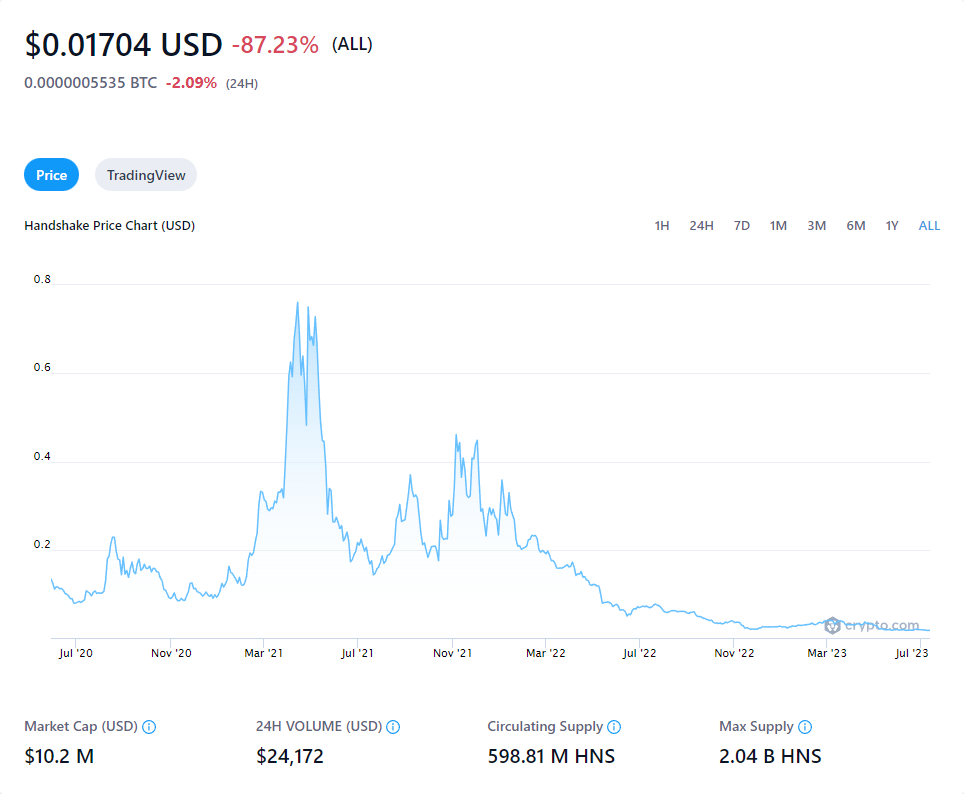 $0.01704 USD -87.23% (ALL)
0.0000005535 BTC -2.09% (24H)
Price TradingView
Handshake Price Chart (USD) 1H 24H 7D 1M 3M 6M 1Y ALL
0.8
0.6
0.4
0.2
crypto.com
Jul '20 Nov '20 Mar '21 Jul '21 Nov '21 Mar '22 Jul '22 Nov '22 Mar '23 Jul '23
Market Cap (USD) 24H VOLUME (USD) Circulating Supply Max Supply
$10.2 M $24,172 598.81 M HNS 2.04 B HNS